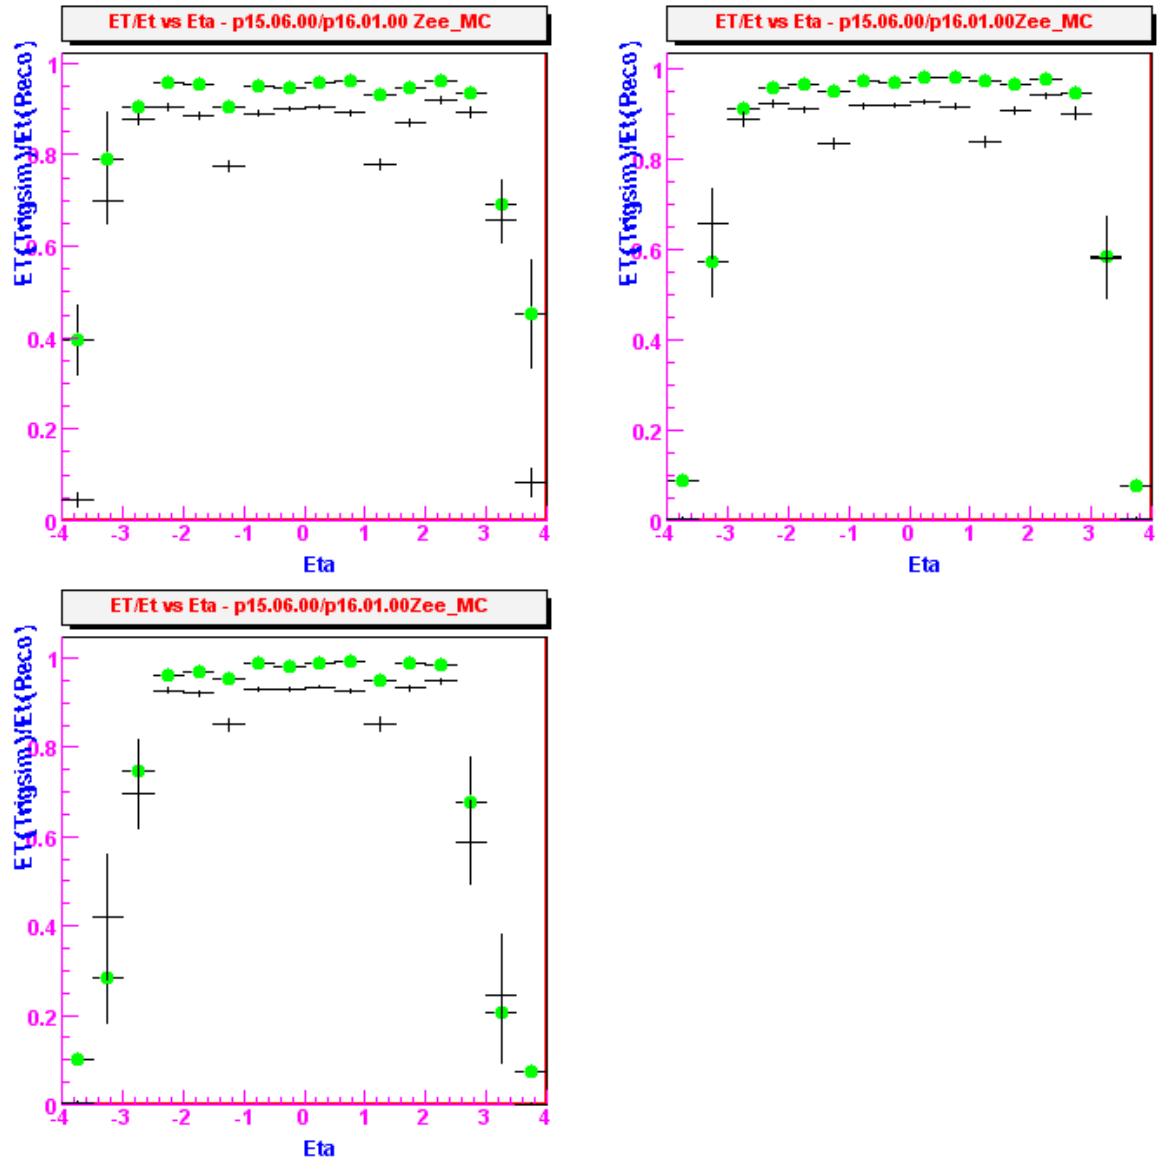 ET/Et vs Eta - p15.06.00/p16.01.00 Zee_MC
ET(Trigsim)/Et(Reco)
1
0.8
0.6
0.4
0.2
0
-4 -3 -2 -1 0 1 2 3 4
Eta
ET/Et vs Eta - p15.06.00/p16.01.00Zee_MC
ET(Trigsim)/Et(Reco)
1
0.8
0.6
0.4
0.2
0
-4 -3 -2 -1 0 1 2 3 4
Eta
ET/Et vs Eta - p15.06.00/p16.01.00Zee_MC
ET(Trigsim)/Et(Reco)
1
0.8
0.6
0.4
0.2
0
-4 -3 -2 -1 0 1 2 3 4
Eta